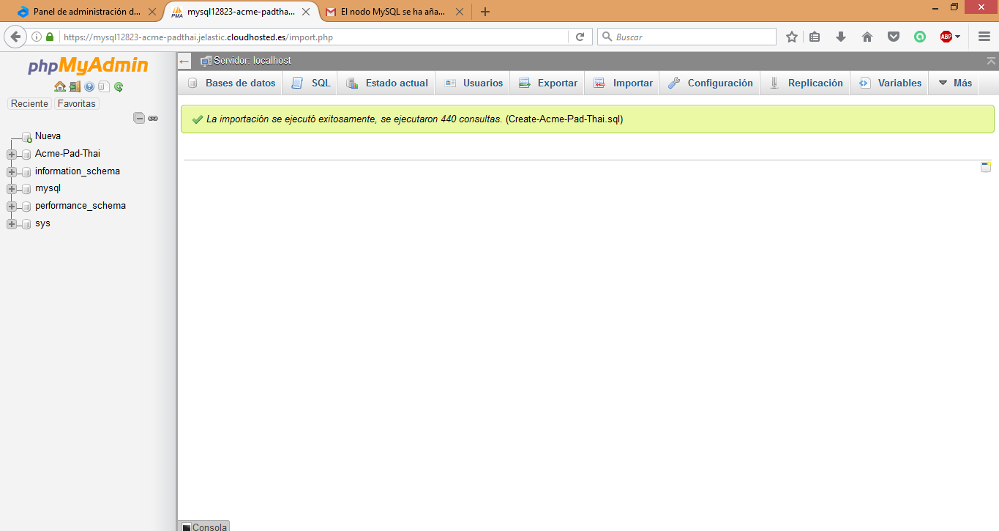 Panel de administración d...
mysql12823-acme-padtha...
El nodo MySQL se ha aña...
https://mysql12823-acme-padthai.jelastic.cloudhosted.es/import.php
Buscar
ABP
phpMyAdmin
Reciente
Favoritas
Nueva
Acme-Pad-Thai
information_schema
mysql
performance_schema
sys
Servidor: localhost
Bases de datos
SQL
Estado actual
Usuarios
Exportar
Importar
Configuración
Replicación
Variables
Más
La importación se ejecutó exitosamente, se ejecutaron 440 consultas. (Create-Acme-Pad-Thai.sql)
Consola